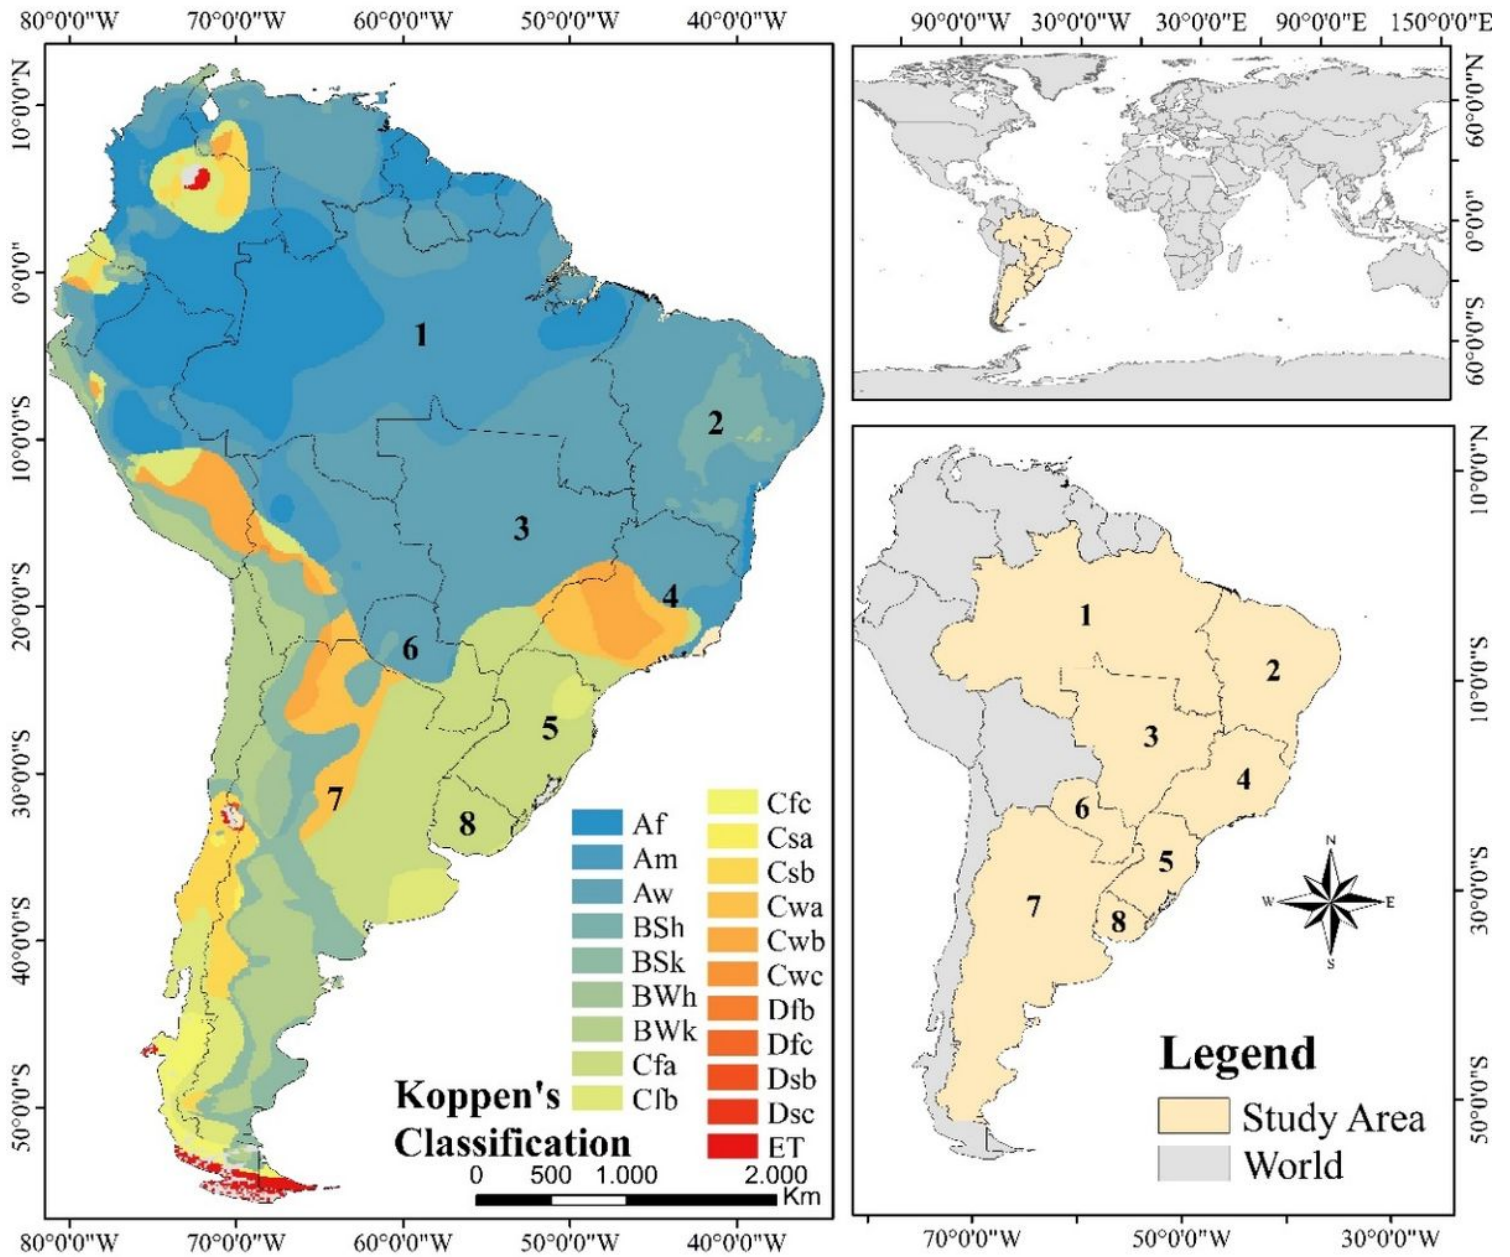 80°0'0"W 70°0'0"W 60°0'0"W 50°0'0"W 40°0'0"W
10°0'0"N
0°0'0"
10°0'0"S
20°0'0"S
30°0'0"S
40°0'0"S
50°0'0"S
1
2
3
4
6
5
7
8
Af
Am
Aw
BSh
BSk
BWh
BWk
Cfa
Cfb
Cfc
Csa
Csb
Cwa
Cwb
Cwc
Dfb
Dfc
Dsb
Dsc
ET
Koppen's
Classification
0 500 1.000 2.000
Km
80°0'0"W 70°0'0"W 60°0'0"W 50°0'0"W 40°0'0"W
90°0'0"W 30°0'0"W 30°0'0"E 90°0'0"E 150°0'0"E
60°0'0"N
0°0'0"
60°0'0"S
10°0'0"N
10°0'0"S
30°0'0"S
50°0'0"S
1
2
3
4
6
5
7
8
N
W E
S
Legend
Study Area
World
70°0'0"W 50°0'0"W 30°0'0"W